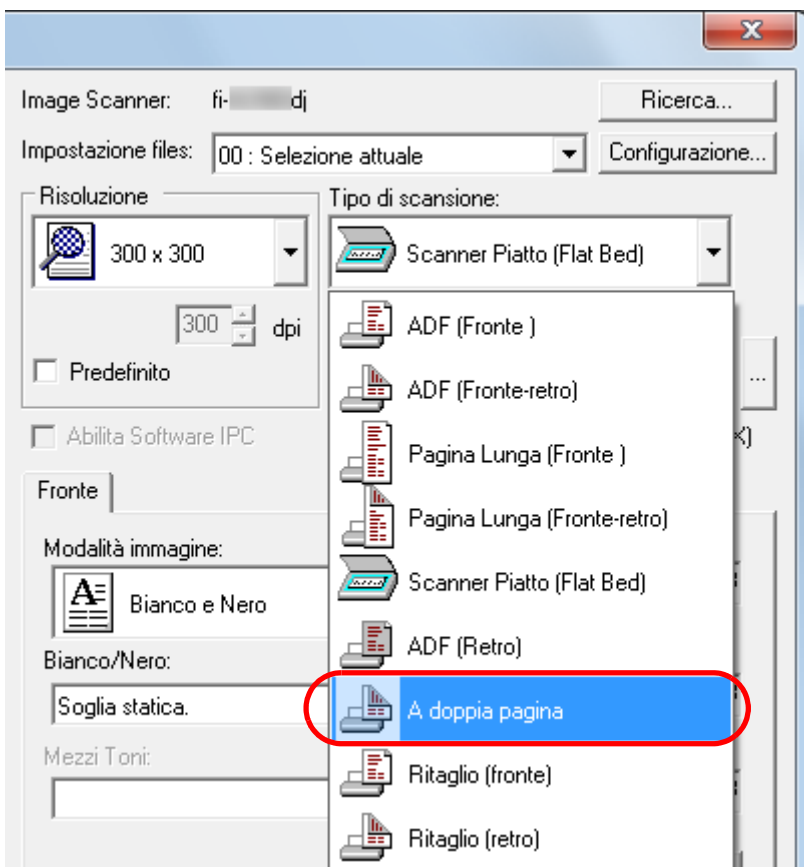 Image Scanner: fi- dj Ricerca...
Impostazione files: 00 : Selezione attuale Configurazione...
Risoluzione Tipo di scansione:
300 x 300 Scanner Piatto (Flat Bed)
300 dpi
ADF (Fronte )
Predefinito
ADF (Fronte-retro)
...
Abilita Software IPC
Pagina Lunga (Fronte )
Fronte
Pagina Lunga (Fronte-retro)
Modalità immagine:
Bianco e Nero
Scanner Piatto (Flat Bed)
Bianco/Nero:
ADF (Retro)
Soglia statica.
A doppia pagina
Mezzi Toni:
Ritaglio (fronte)
Ritaglio (retro)